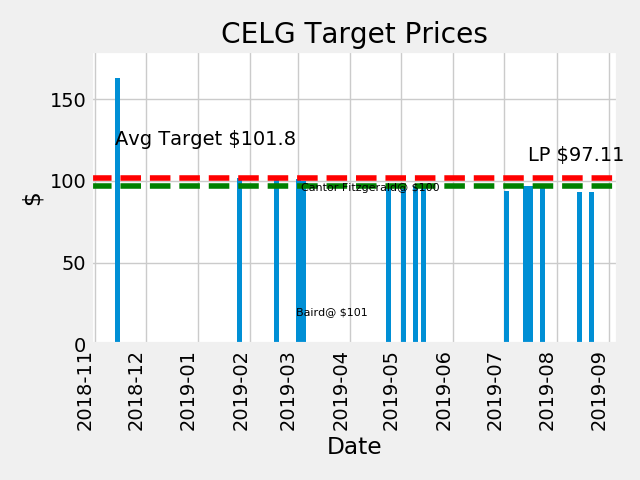 CELG Target Prices
150
Avg Target $101.8
LP $97.11
100
Cantor Fitzgerald@ $100
$
50
Baird@ $101
0
2018-11
2018-12
2019-01
2019-02
2019-03
2019-04
2019-05
2019-06
2019-07
2019-08
2019-09
Date